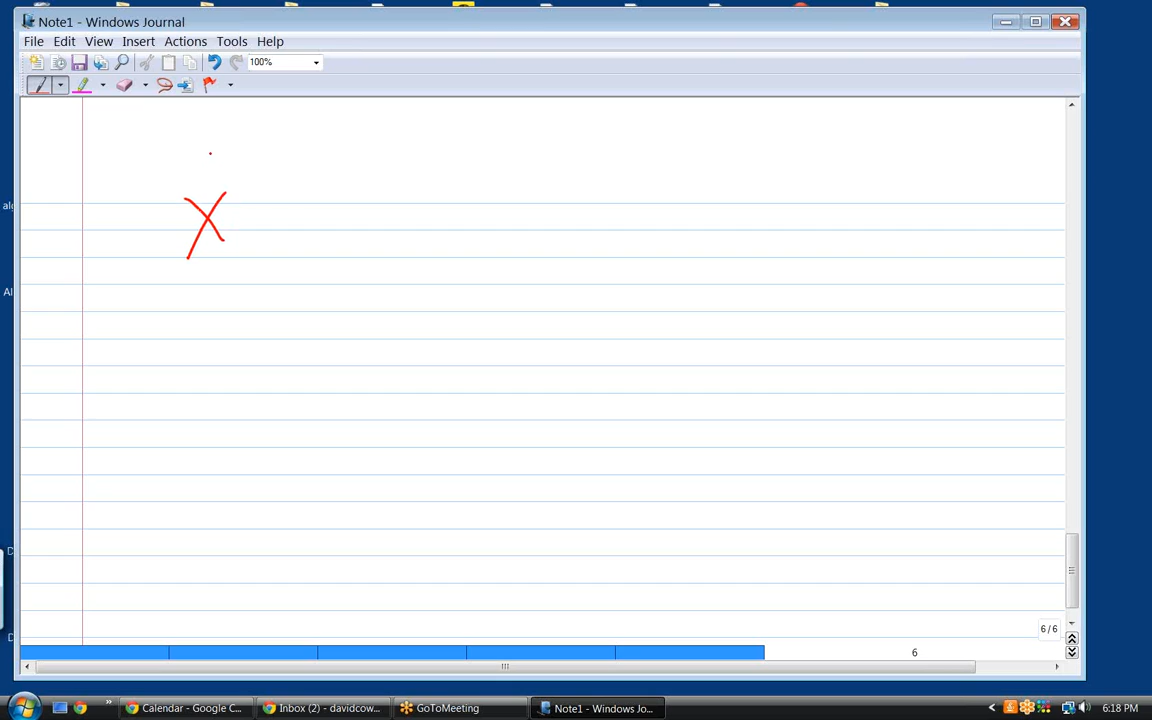 Note1 - Windows Journal
File Edit View Insert Actions Tools Help
100%
X
6 / 6
6
Calendar - Google C...
Inbox (2) - davidcow...
GoToMeeting
Note1 - Windows Jo...
6:18 PM